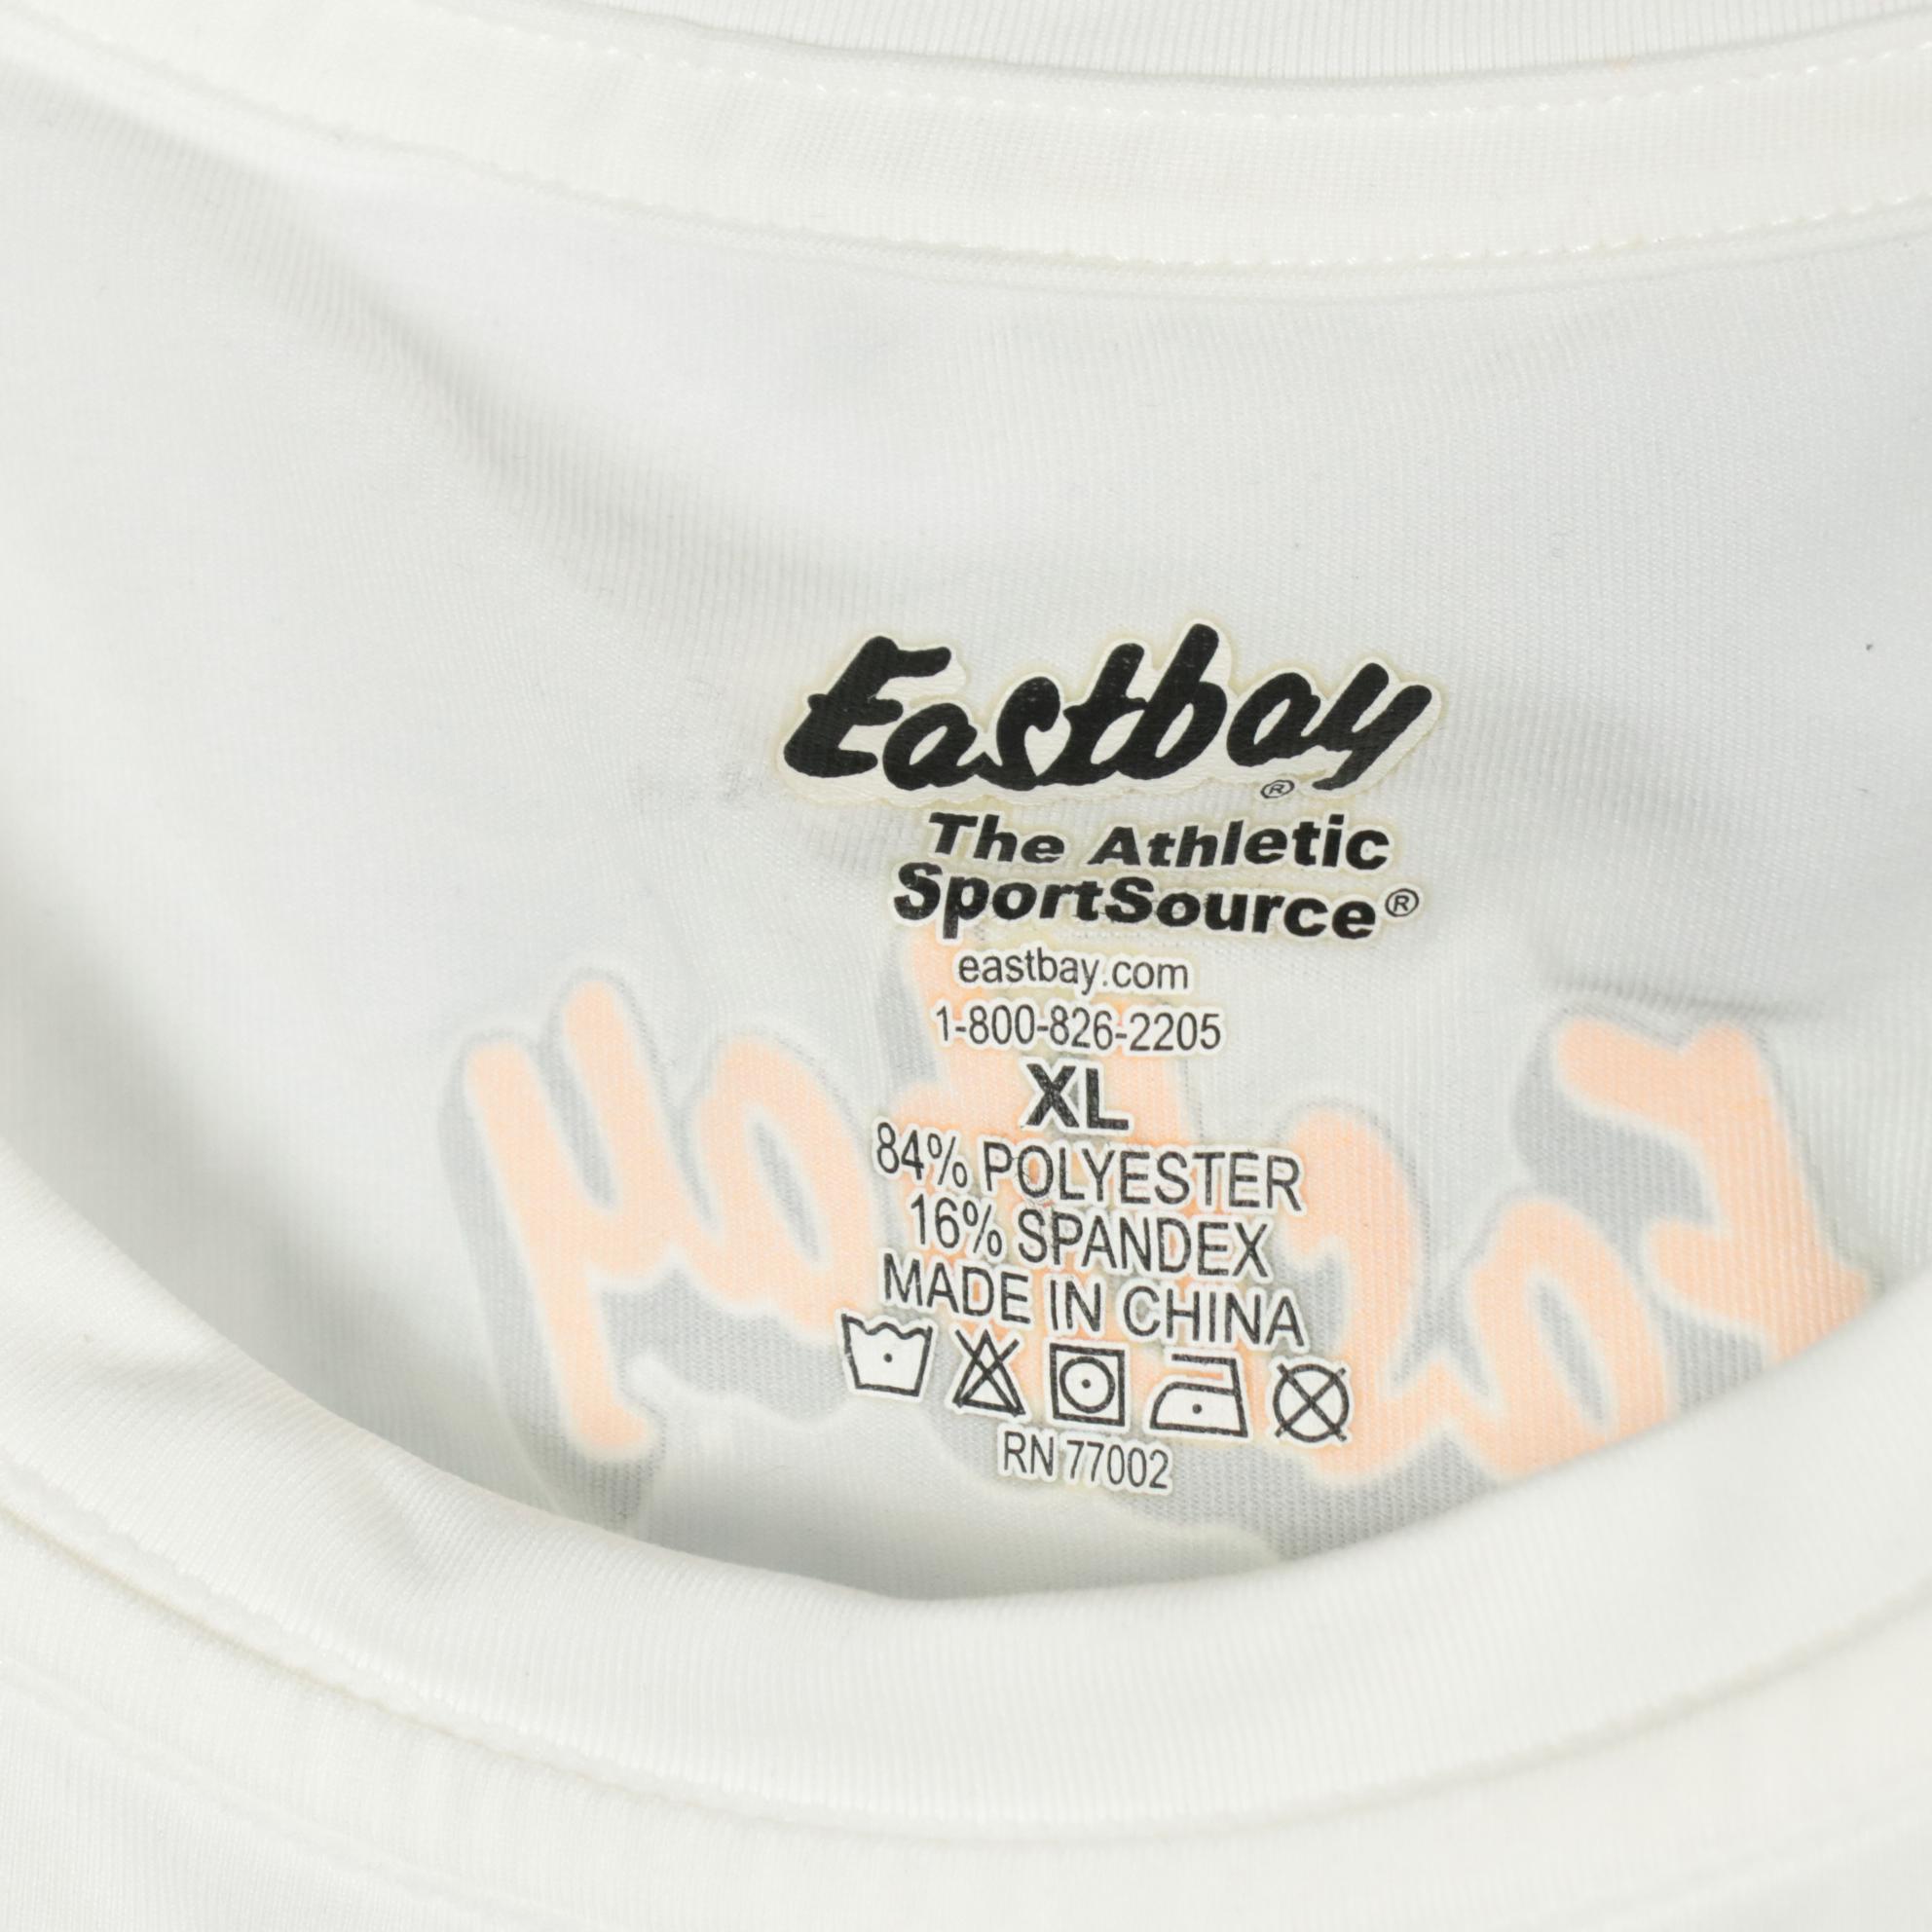 Eastbay®
The Athletic
SportSource®
eastbay.com
1-800-826-2205
XL
84% POLYESTER
16% SPANDEX
MADE IN CHINA
RN 77002
Eastbay